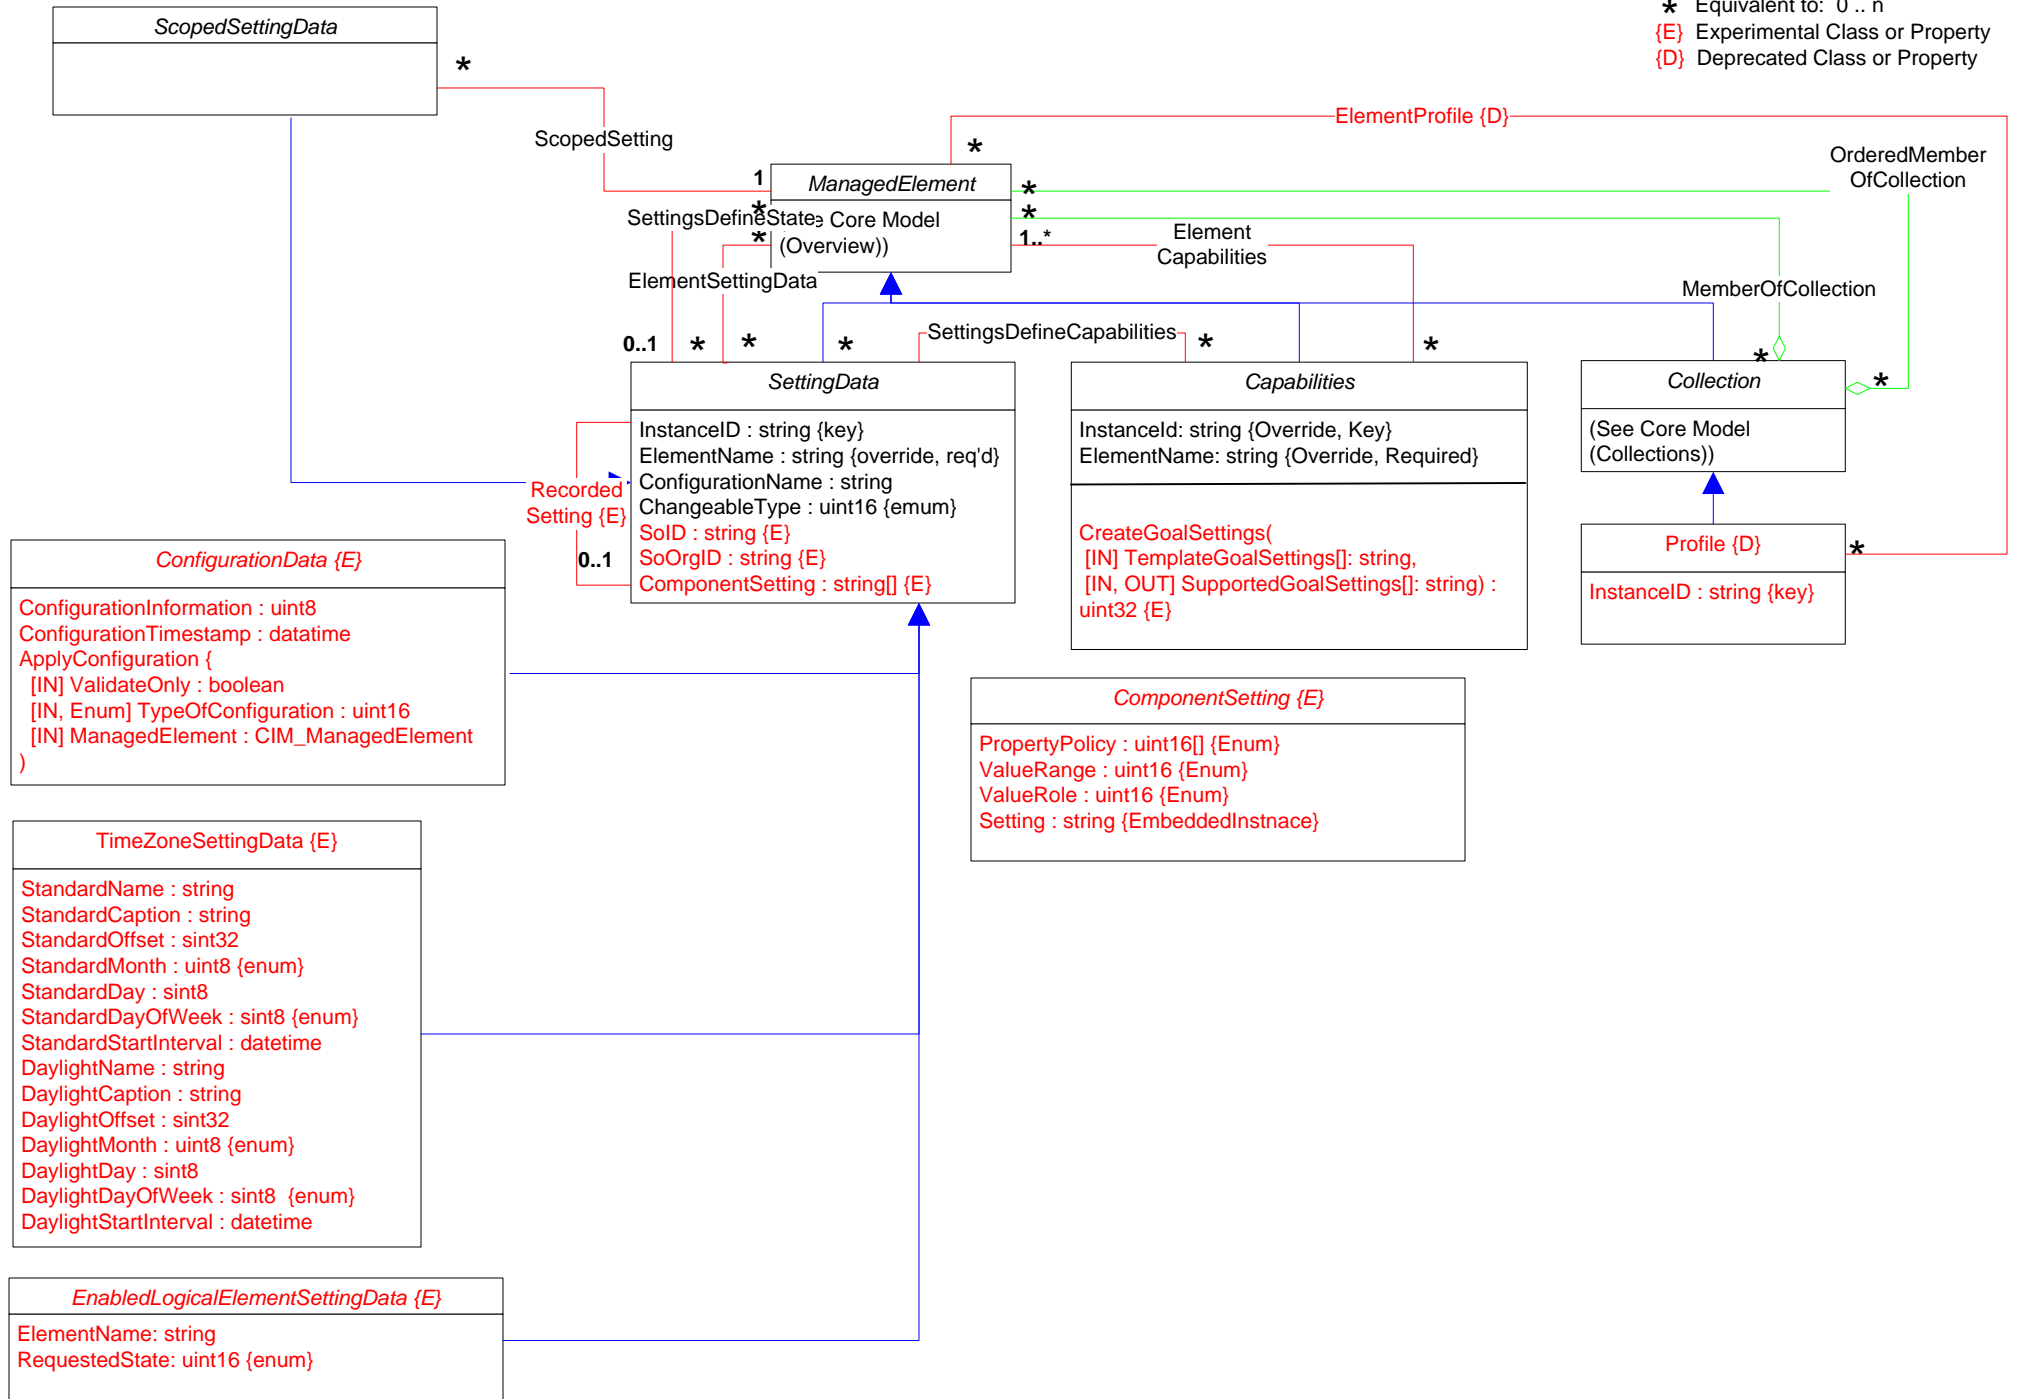 * Equivalent to: 0 .. n
{E} Experimental Class or Property
{D} Deprecated Class or Property
ScopedSettingData
*
ScopedSetting
1
ElementProfile {D}
*
ManagedElement
Core Model
(Overview))
*
*
1..*
*
*
SettingsDefineState
ElementSettingData
Element
Capabilities
OrderedMember
OfCollection
MemberOfCollection
SettingsDefineCapabilities
0..1
*
*
*
*
*
*
*
SettingData
InstanceID : string {key}
ElementName : string {override, req'd}
ConfigurationName : string
ChangeableType : uint16 {emum}
SoID : string {E}
SoOrgID : string {E}
ComponentSetting : string[] {E}
Recorded
Setting {E}
0..1
Capabilities
InstanceId: string {Override, Key}
ElementName: string {Override, Required}
CreateGoalSettings(
[IN] TemplateGoalSettings[]: string,
[IN, OUT] SupportedGoalSettings[]: string) :
uint32 {E}
Collection
(See Core Model
(Collections))
Profile {D}
*
InstanceID : string {key}
ConfigurationData {E}
ConfigurationInformation : uint8
ConfigurationTimestamp : datatime
ApplyConfiguration {
[IN] ValidateOnly : boolean
[IN, Enum] TypeOfConfiguration : uint16
[IN] ManagedElement : CIM_ManagedElement
)
ComponentSetting {E}
PropertyPolicy : uint16[] {Enum}
ValueRange : uint16 {Enum}
ValueRole : uint16 {Enum}
Setting : string {EmbeddedInstnace}
TimeZoneSettingData {E}
StandardName : string
StandardCaption : string
StandardOffset : sint32
StandardMonth : uint8 {enum}
StandardDay : sint8
StandardDayOfWeek : sint8 {enum}
StandardStartInterval : datetime
DaylightName : string
DaylightCaption : string
DaylightOffset : sint32
DaylightMonth : uint8 {enum}
DaylightDay : sint8
DaylightDayOfWeek : sint8 {enum}
DaylightStartInterval : datetime
EnabledLogicalElementSettingData {E}
ElementName: string
RequestedState: uint16 {enum}